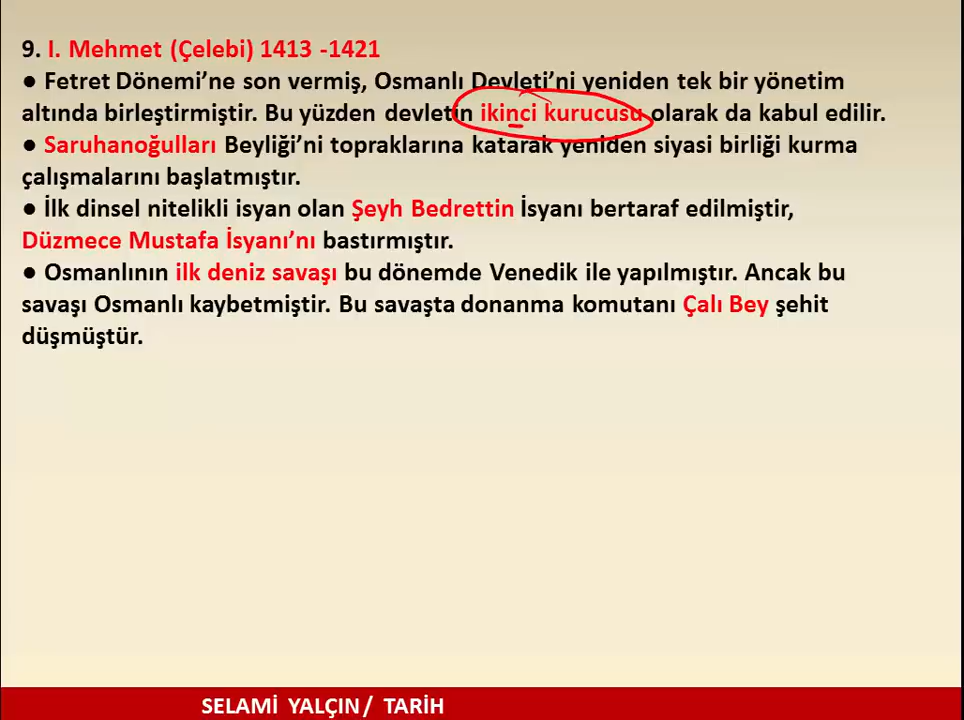 9. I. Mehmet (Çelebi) 1413 -1421
● Fetret Dönemi’ne son vermiş, Osmanlı Devleti’ni yeniden tek bir yönetim
altında birleştirmiştir. Bu yüzden devletin ikinci kurucusu olarak da kabul edilir.
● Saruhanoğulları Beyliği’ni topraklarına katarak yeniden siyasi birliği kurma
çalışmalarını başlatmıştır.
● İlk dinsel nitelikli isyan olan Şeyh Bedrettin İsyanı bertaraf edilmiştir,
Düzmece Mustafa İsyanı’nı bastırmıştır.
● Osmanlının ilk deniz savaşı bu dönemde Venedik ile yapılmıştır. Ancak bu
savaşı Osmanlı kaybetmiştir. Bu savaşta donanma komutanı Çalı Bey şehit
düşmüştür.
SELAMİ YALÇIN / TARİH